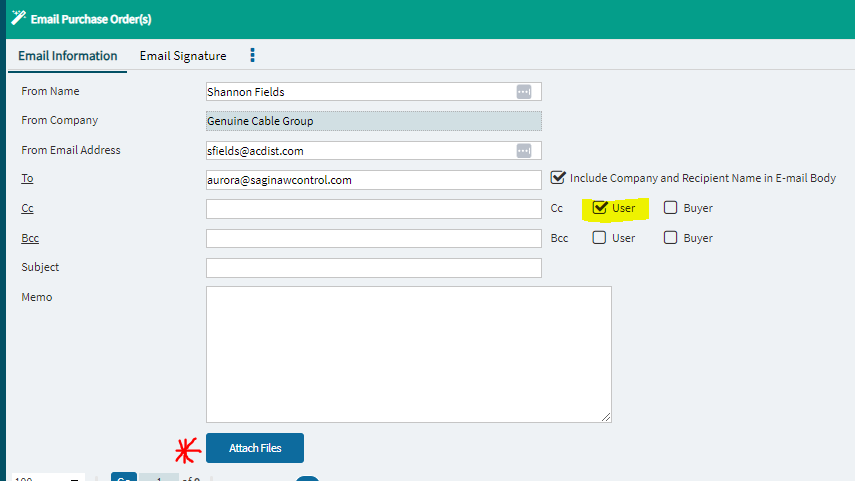 Email Purchase Order(s)
Email Information Email Signature
From Name Shannon Fields
From Company Genuine Cable Group
From Email Address sfields@acdist.com
To aurora@saginawcontrol.com Include Company and Recipient Name in E-mail Body
Cc Cc User Buyer
Bcc Bcc User Buyer
Subject
Memo
Attach Files